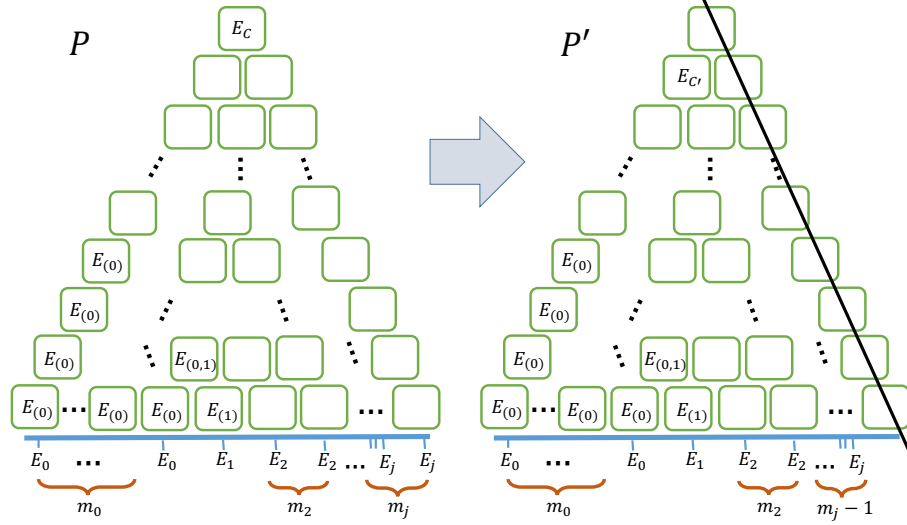 P
E_C
E_(0)
E_(0)
E_(0)
E_(0,1)
E_(0) ... E_(0) E_(0) E_(1) ...
E_0 ... E_0 E_1 E_2 E_2 ... E_j E_j
m_0 m_2 m_j
P′
E_C′
E_(0)
E_(0)
E_(0)
E_(0,1)
E_(0) ... E_(0) E_(0) E_(1) ...
E_0 ... E_0 E_1 E_2 E_2 ... E_j
m_0 m_2 m_j − 1